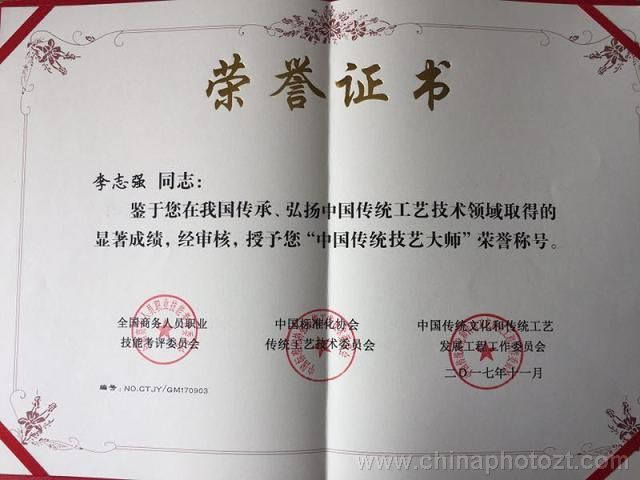 荣誉证书
李志强 同志：
鉴于您在我国传承、弘扬中国传统工艺技术领域取得的
显著成绩，经审核，授予您“中国传统技艺大师”荣誉称号。
全国商务人员职业
技能考评委员会
中国标准化协会
传统工艺技术委员会
中国传统文化和传统工艺
发展工程工作委员会
二〇一七年十一月
编号：NO.CTJY/GM170903
www.chinaphotozt.com